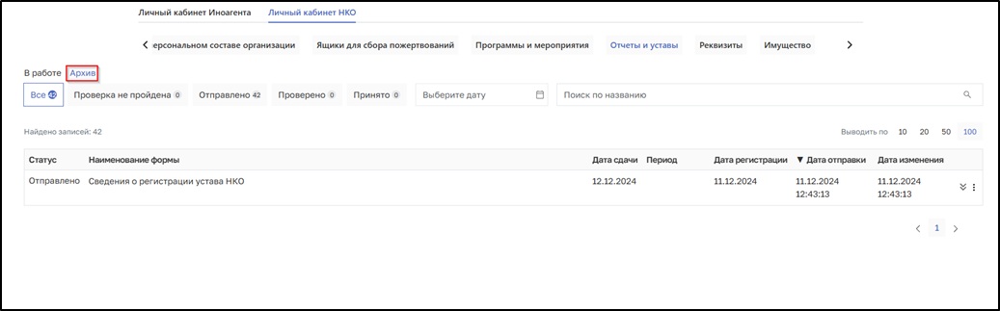 Личный кабинет Иноагента Личный кабинет НКО
ерсональном составе организации Ящики для сбора пожертвований Программы и мероприятия Отчеты и уставы Реквизиты Имущество
В работе Архив
Все 42 Проверка не пройдена 0 Отправлено 42 Проверено 0 Принято 0 Выберите дату Поиск по названию
Найдено записей: 42 Выводить по 10 20 50 100
Статус Наименование формы Дата сдачи Период Дата регистрации ▼ Дата отправки Дата изменения
Отправлено Сведения о регистрации устава НКО 12.12.2024 11.12.2024 11.12.2024 11.12.2024
12:43:13 12:43:13
1